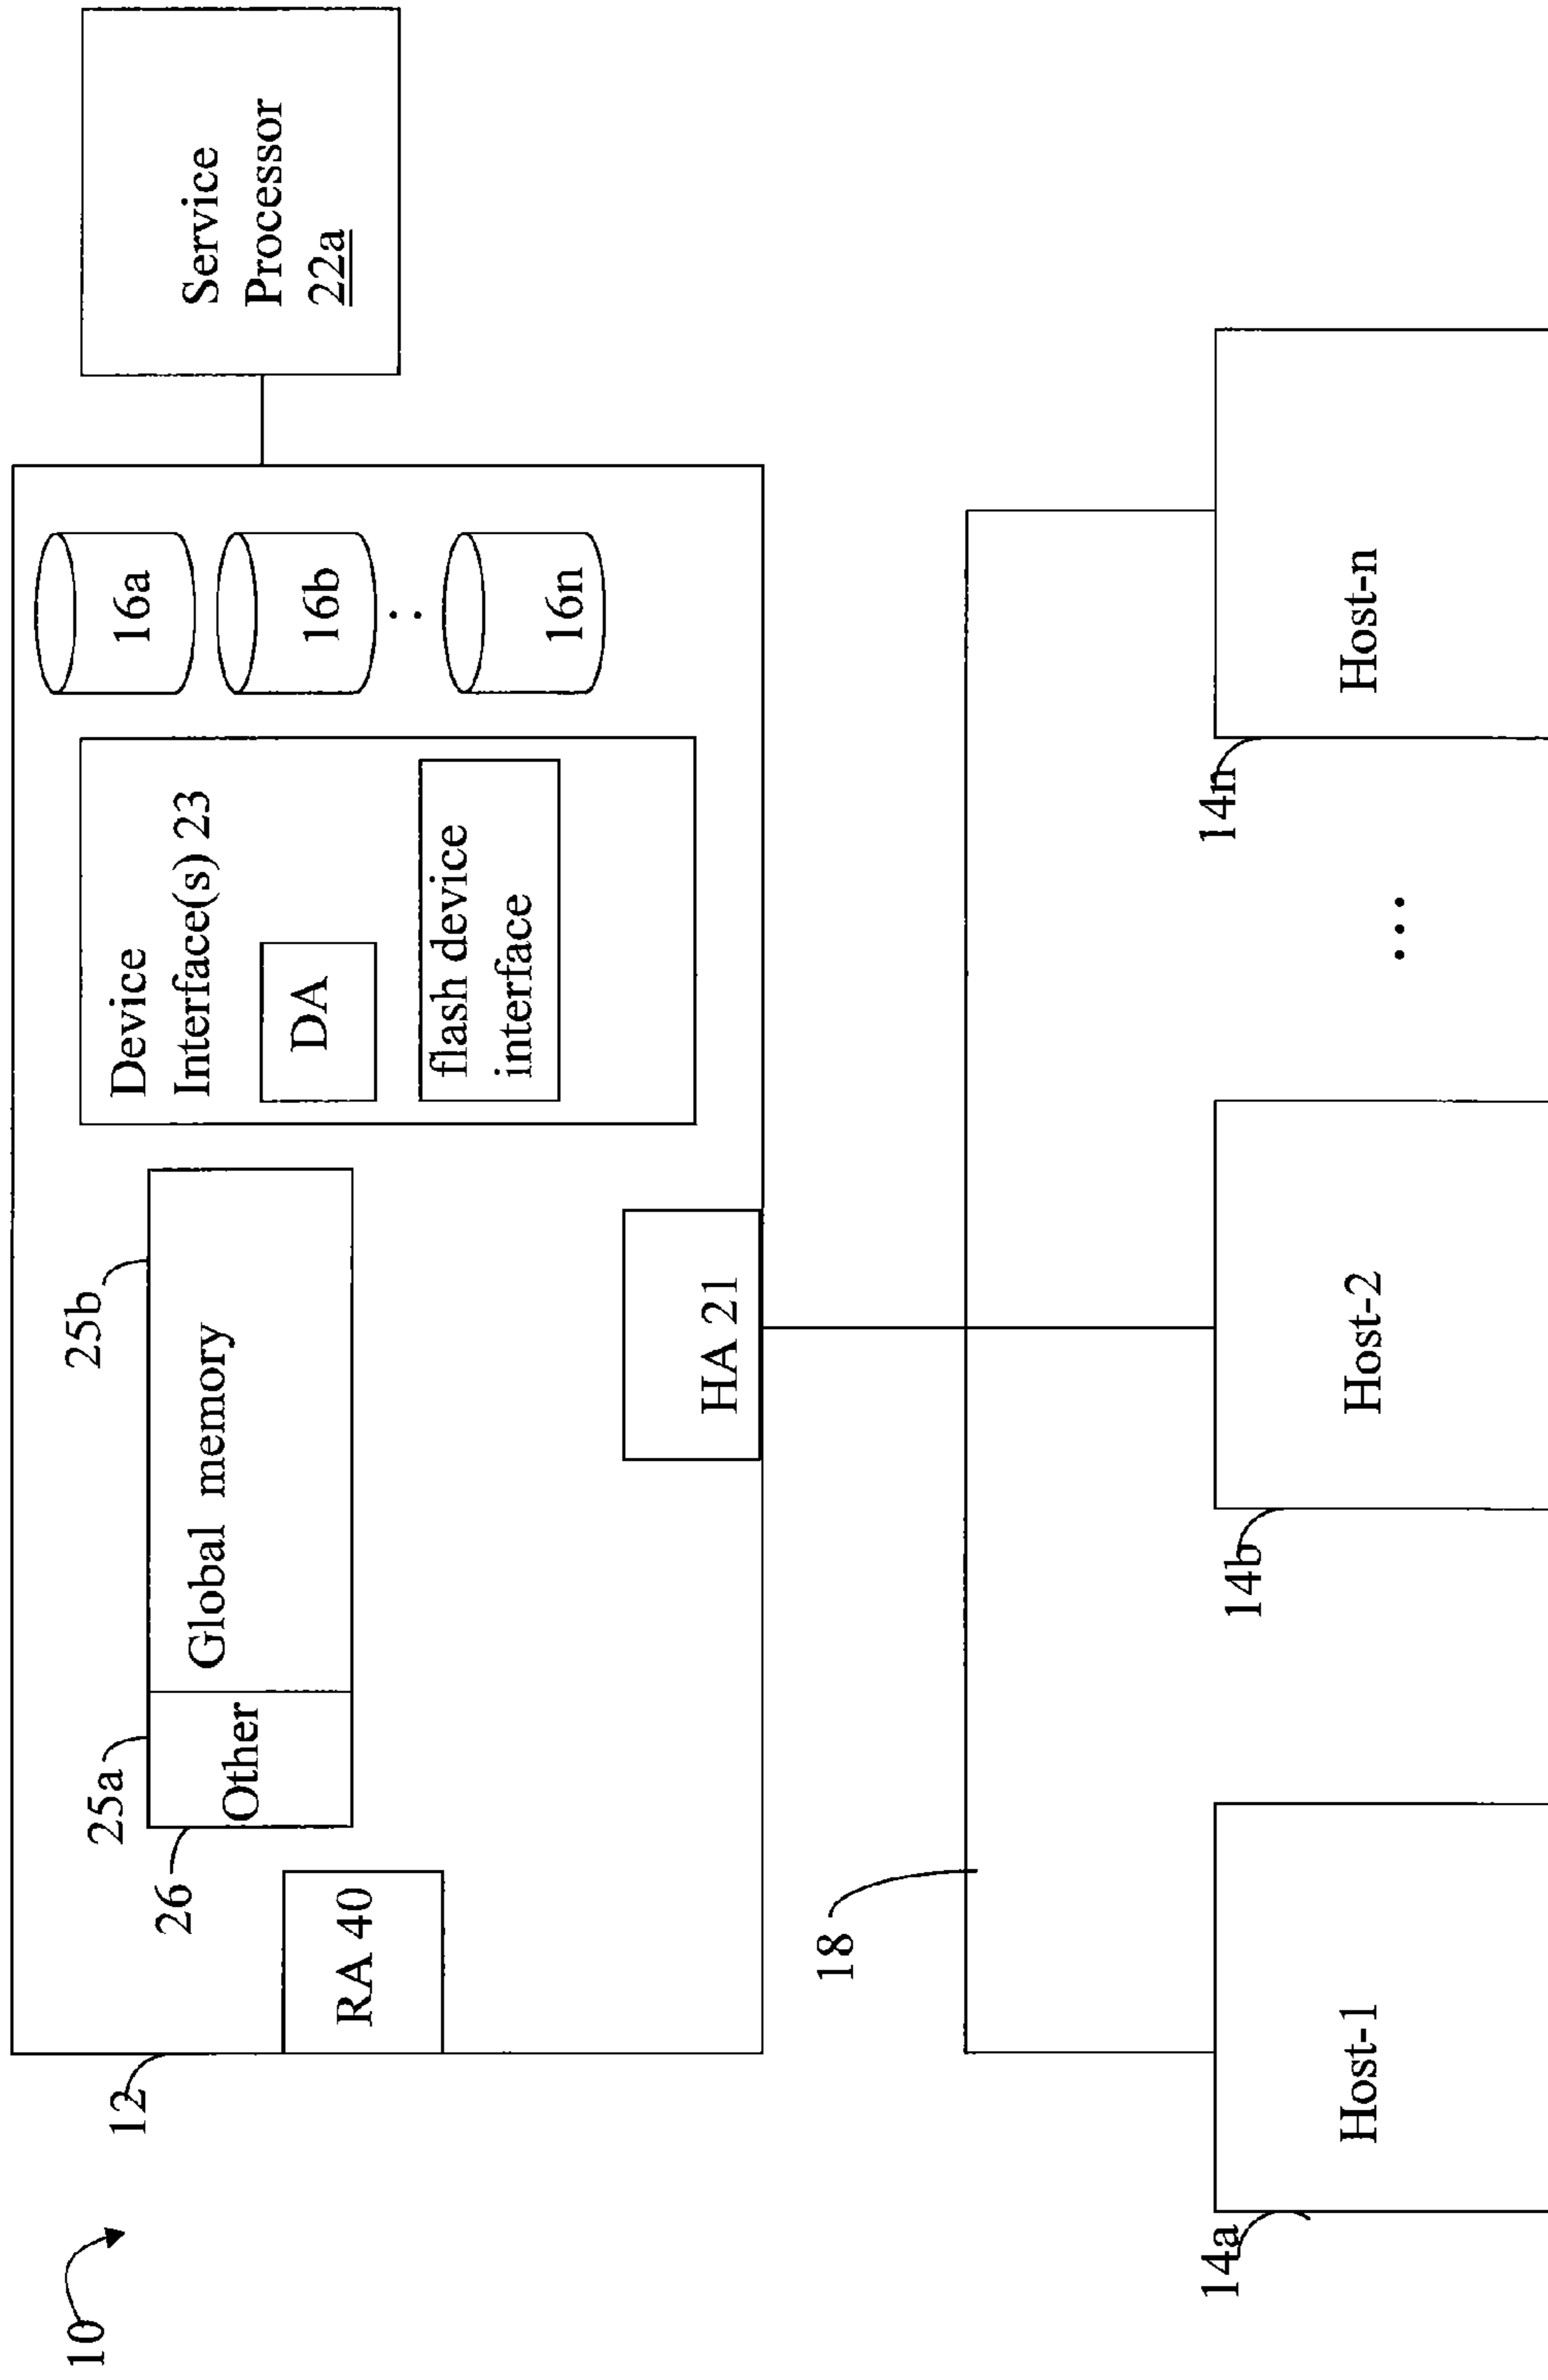 10
12
RA 40
26
25a
Other
25b
Global memory
HA 21
Device
Interface(s) 23
DA
flash device
interface
16a
16b
16n
Service
Processor
22a
18
14a
Host-1
14b
Host-2
...
14n
Host-n